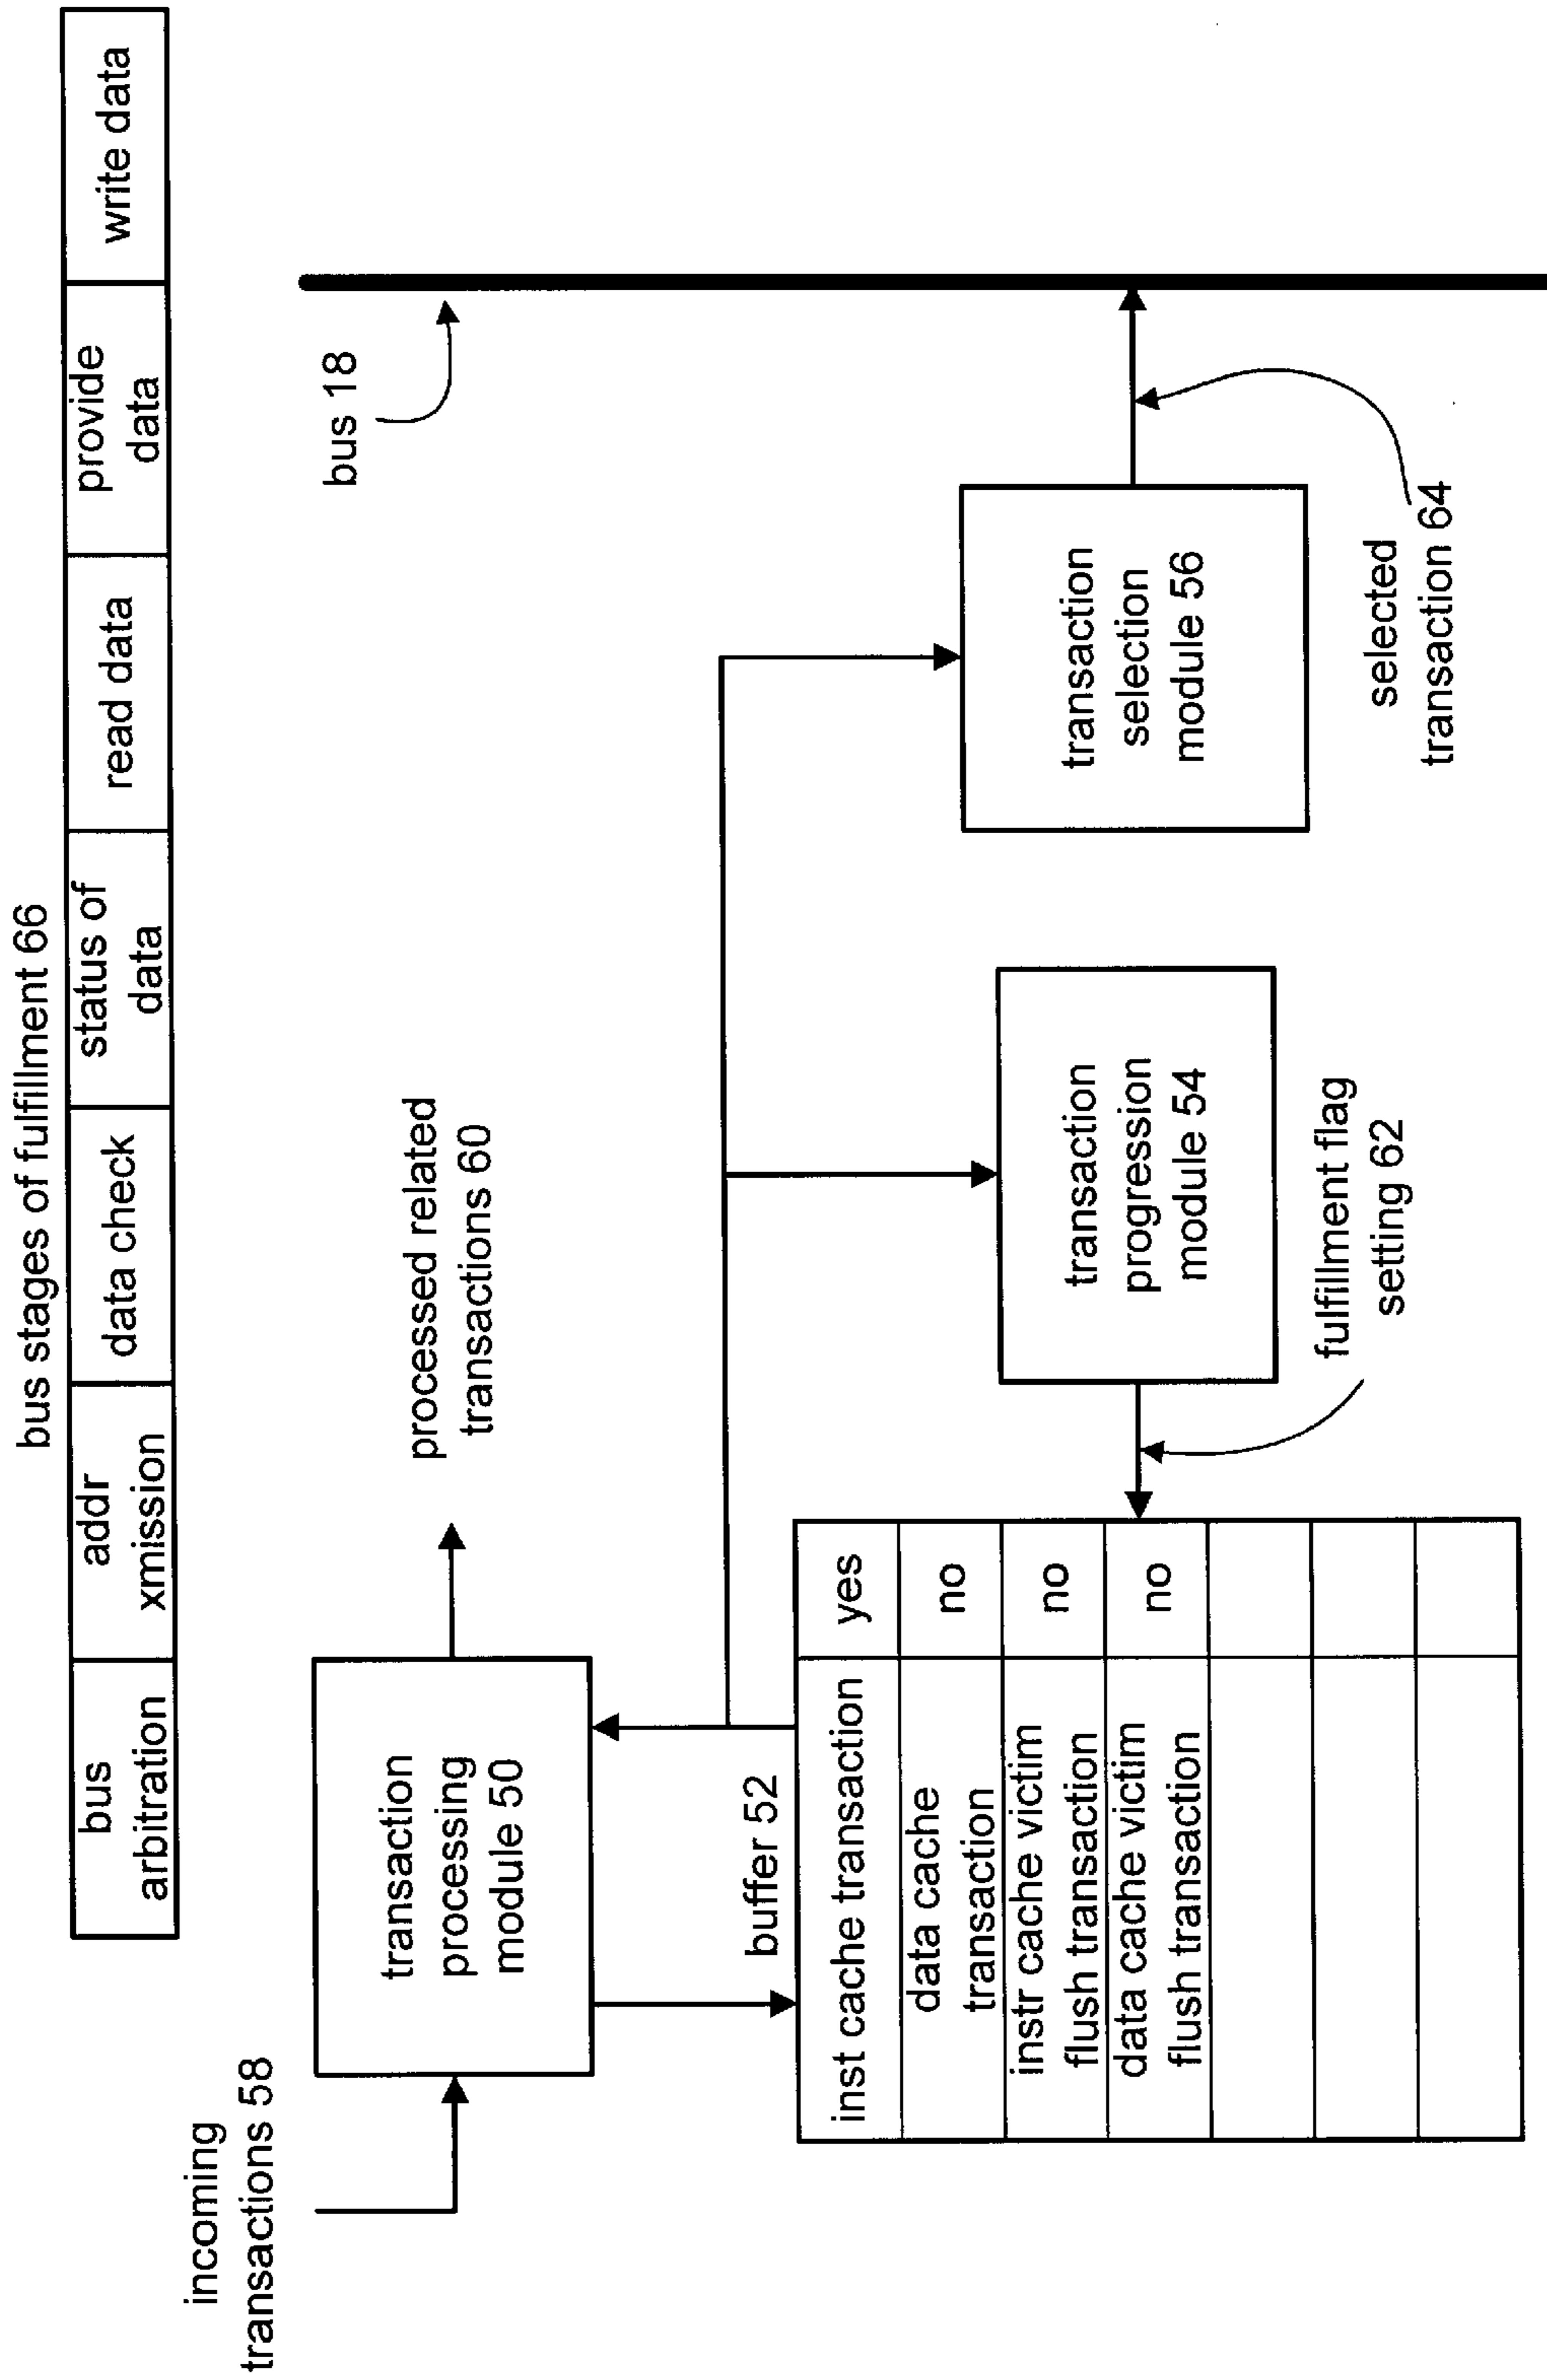 bus stages of fulfillment 66
bus
arbitration
addr
xmission
data check
status of
data
read data
provide
data
write data
incoming
transactions 58
transaction
processing
module 50
processed related
transactions 60
bus 18
buffer 52
inst cache transaction
yes
data cache
transaction
no
instr cache victim
flush transaction
no
data cache victim
flush transaction
no
transaction
progression
module 54
fulfillment flag
setting 62
transaction
selection
module 56
selected
transaction 64